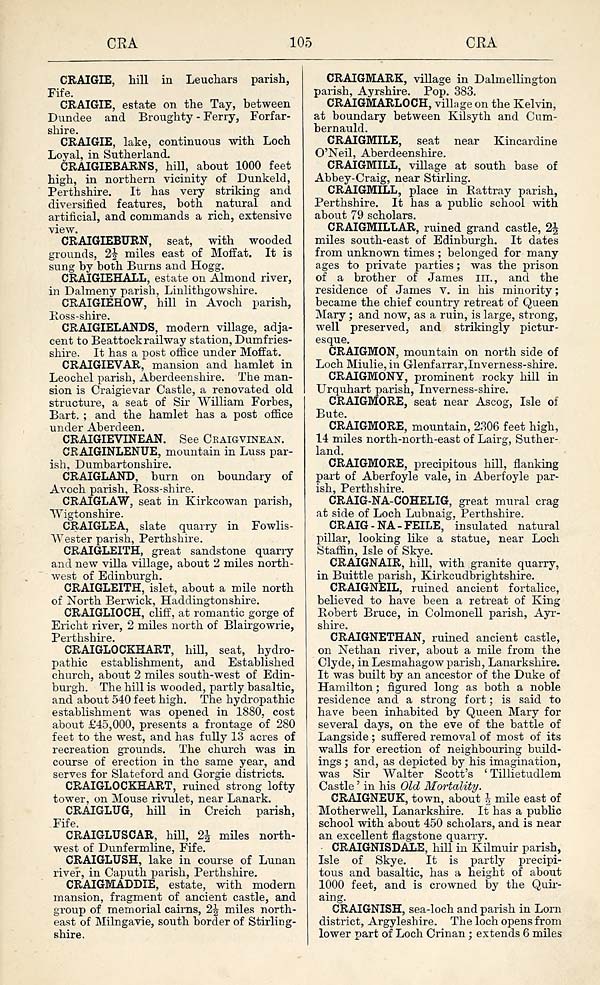 CRA 105 CRA
CRAIGIE, hill in Leuchars parish,
Fife.
CRAIGIE, estate on the Tay, between
Dundee and Broughty-Ferry, Forfar-
shire.
CRAIGIE, lake, continuous with Loch
Loyal, in Sutherland.
CRAIGIEBARNS, hill, about 1000 feet
high, in northern vicinity of Dunkeld,
Perthshire. It has very striking and
diversified features, both natural and
artificial, and commands a rich, extensive
view.
CRAIGIEBURN, seat, with wooded
grounds, 2½ miles east of Moffat. It is
sung by both Burns and Hogg.
CRAIGIEHALL, estate on Almond river,
in Dalmeny parish, Linlithgowshire.
CRAIGIEHOW, hill in Avoch parish,
Ross-shire.
CRAIGIELANDS, modern village, adja-
cent to Beattock railway station, Dumfries-
shire. It has a post office under Moffat.
CRAIGIEVAR, mansion and hamlet in
Leochel parish, Aberdeenshire. The man-
sion is Craigievar Castle, a renovated old
structure, a seat of Sir William Forbes,
Bart.; and the hamlet has a post office
under Aberdeen.
CRAIGIEVINEAN. See CRAIGVINEAN.
CRAIGINLENUE, mountain in Luss par-
ish, Dumbartonshire.
CRAIGLAND, burn on boundary of
Avoch parish, Ross-shire.
CRAIGLAW, seat in Kirkcowan parish,
Wigtonshire.
CRAIGLEA, slate quarry in Fowlis-
Wester parish, Perthshire.
CRAIGLEITH, great sandstone quarry
and new villa village, about 2 miles north-
west of Edinburgh.
CRAIGLEITH, islet, about a mile north
of North Berwick, Haddingtonshire.
CRAIGLIOCH, cliff, at romantic gorge of
Ericht river, 2 miles north of Blairgowrie,
Perthshire.
CRAIGLOCKHART, hill, seat, hydro-
pathic establishment, and Established
church, about 2 miles south-west of Edin-
burgh. The hill is wooded, partly basaltic,
and about 540 feet high. The hydropathic
establishment was opened in 1880, cost
about £45,000, presents a frontage of 280
feet to the west, and has fully 13 acres of
recreation grounds. The church was in
course of erection in the same year, and
serves for Slateford and Gorgie districts.
CRAIGLOCKHART, ruined strong lofty
tower, on Mouse rivulet, near Lanark.
CRAIGLUG, hill in Creich parish,
Fife.
CRAIGLUSCAR, hill, 2½ miles north-
west of Dunfermline, Fife.
CRAIGLUSH, lake in course of Lunan
river, in Caputh parish, Perthshire.
CRAIGMADDIE, estate, with modern
mansion, fragment of ancient castle, and
group of memorial cairns, 2½ miles north-
east of Milngavie, south border of Stirling-
shire.
CRAIGMARK, village in Dalmellington
parish, Ayrshire. Pop. 383.
CRAIGMARLOCH, village on the Kelvin,
at boundary between Kilsyth and Cum-
bernauld.
CRAIGMILE, seat near Kincardine
O'Neil, Aberdeenshire.
CRAIGMILL, village at south base of
Abbey-Craig, near Stirling.
CRAIGMILL, place in Rattray parish,
Perthshire. It has a public school with
about 79 scholars.
CRAIGMILLAR, ruined grand castle, 2½
miles south-east of Edinburgh. It dates
from unknown times; belonged for many
ages to private parties; was the prison
of a brother of James III., and the
residence of James V. in his minority;
became the chief country retreat of Queen
Mary; and now, as a ruin, is large, strong,
well preserved, and strikingly pictur-
esque.
CRAIGMON, mountain on north side of
Loch Miulie, in Glenfarrar, Inverness-shire.
CRAIGMONY, prominent rocky hill in
Urquhart parish, Inverness-shire.
CRAIGMORE, seat near Ascog, Isle of
Bute.
CRAIGMORE, mountain, 2306 feet high,
14 miles north-north-east of Lairg, Suther-
land.
CRAIGMORE, precipitous hill, flanking
part of Aberfoyle vale, in Aberfoyle par-
ish, Perthshire.
CRAIG-NA-COHELIG, great mural crag
at side of Loch Lubnaig, Perthshire.
CRAIG-NA-FEILE, insulated natural
pillar, looking like a statue, near Loch
Staffin, Isle of Skye.
CRAIGNAIR, hill, with granite quarry,
in Buittle parish, Kirkcudbrightshire.
CRAIGNEIL, ruined ancient fortalice,
believed to have been a retreat of King
Robert Bruce, in Colmonell parish, Ayr-
shire.
CRAIGNETHAN, ruined ancient castle,
on Nethan river, about a mile from the
Clyde, in Lesmahagow parish, Lanarkshire.
It was built by an ancestor of the Duke of
Hamilton; figured long as both a noble
residence and a strong fort; is said to
have been inhabited by Queen Mary for
several days, on the eve of the battle of
Langside; suffered removal of most of its
walls for erection of neighbouring build-
ings; and, as depicted by his imagination,
was Sir Walter Scott's 'Tillietudlem
Castle' in his Old Mortality.
CRAIGNEUK, town, about ½ mile east of
Motherwell, Lanarkshire. It has a public
school with about 450 scholars, and is near
an excellent flagstone quarry.
CRAIGNISDALE, hill in Kilmuir parish,
Isle of Skye. It is partly precipi-
tous and basaltic, has a height of about
1000 feet, and is crowned by the Quir-
aing.
CRAIGNISH, sea-loch and parish in Lorn
district, Argyleshire. The loch opens from
lower part of Loch Crinan; extends 6 miles